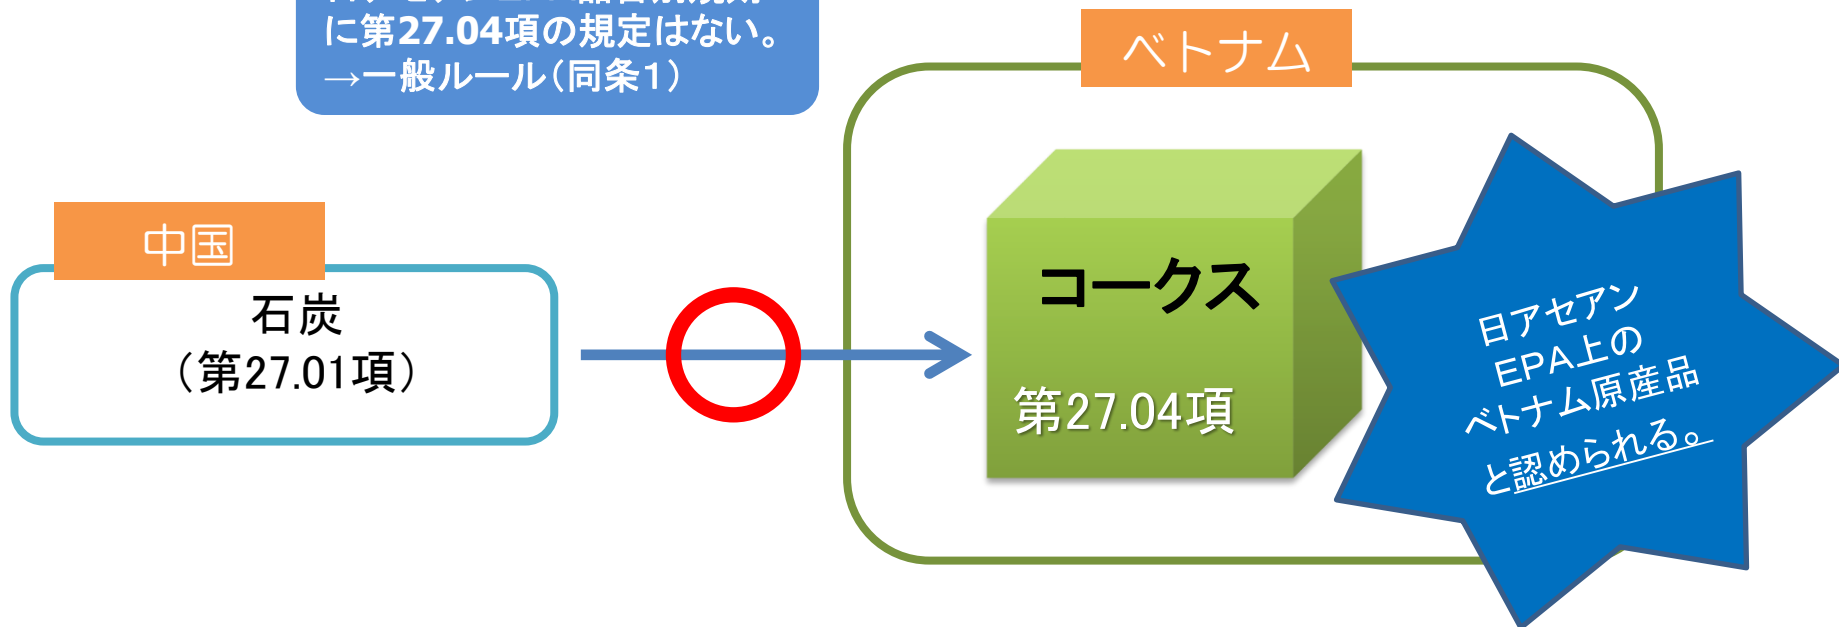 に第27.04項の規定はない。
→一般ルール（同条１）
ベトナム
中国
石炭
（第27.01項）
コークス
第27.04項
日アセアン
ＥＰＡ上の
ベトナム原産品
と認められる。